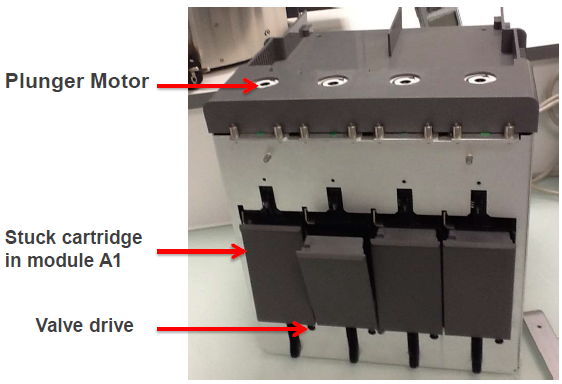 Plunger Motor
Stuck cartridge
in module A1
Valve drive